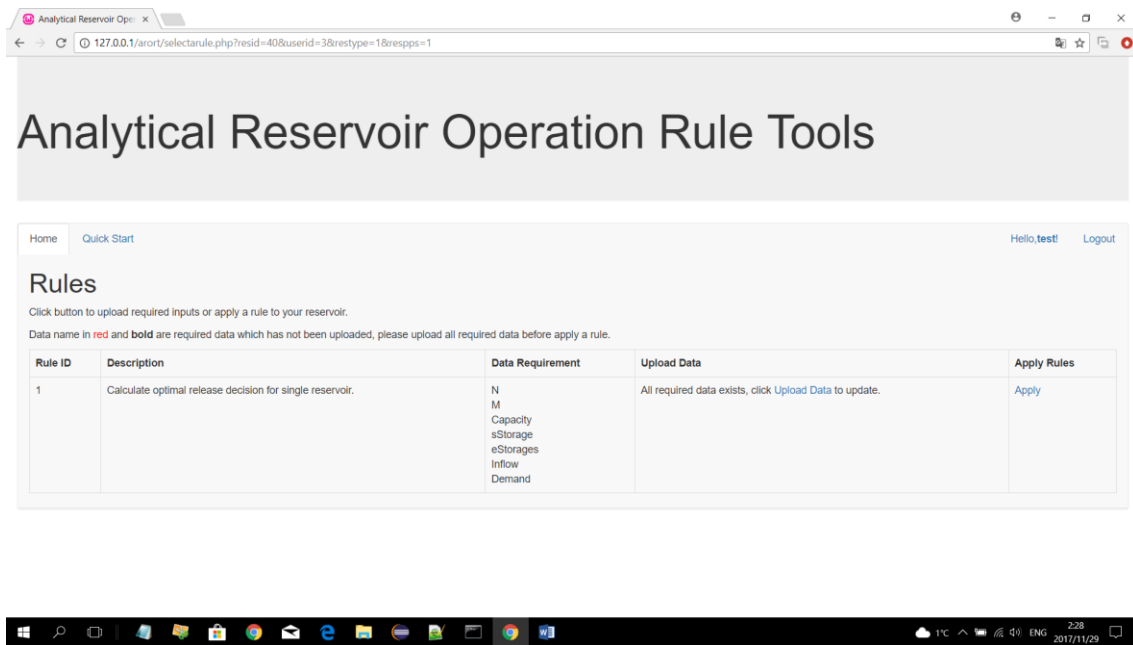 Analytical Reservoir Oper
127.0.0.1/arort/selectarule.php?resid=40&userid=3&restype=1&respps=1
Analytical Reservoir Operation Rule Tools
Home Quick Start Hello,test! Logout
Rules
Click button to upload required inputs or apply a rule to your reservoir.
Data name in red and bold are required data which has not been uploaded, please upload all required data before apply a rule.
Rule ID Description Data Requirement Upload Data Apply Rules
1 Calculate optimal release decision for single reservoir. N All required data exists, click Upload Data to update. Apply
M
Capacity
sStorage
eStorages
Inflow
Demand
1°C ENG 2:28
2017/11/29